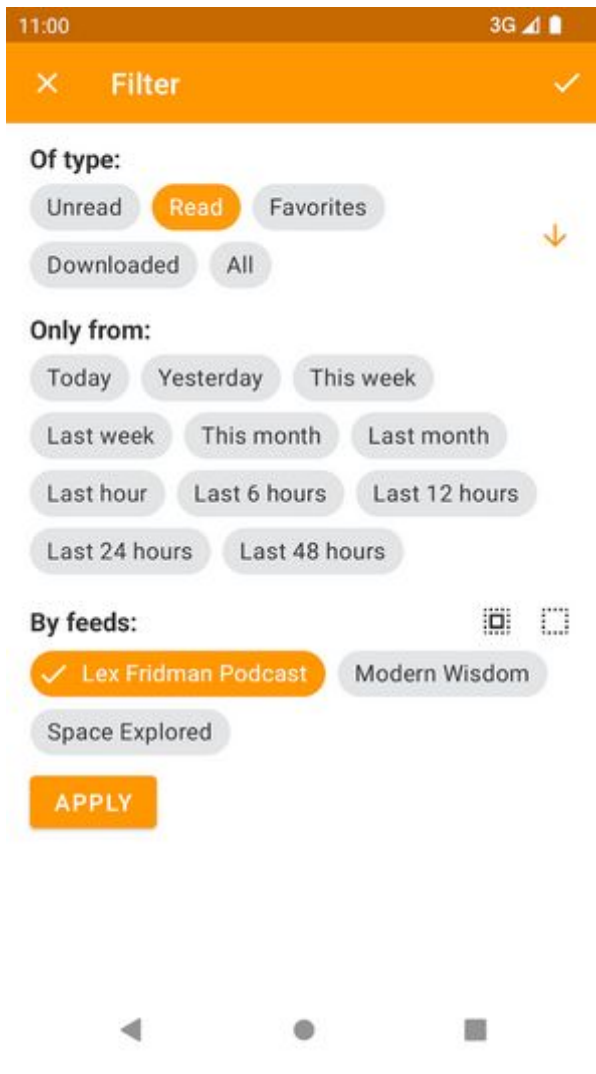 11:00 3G
Filter
Of type:
Unread Read Favorites
Downloaded All
Only from:
Today Yesterday This week
Last week This month Last month
Last hour Last 6 hours Last 12 hours
Last 24 hours Last 48 hours
By feeds:
Lex Fridman Podcast Modern Wisdom
Space Explored
APPLY